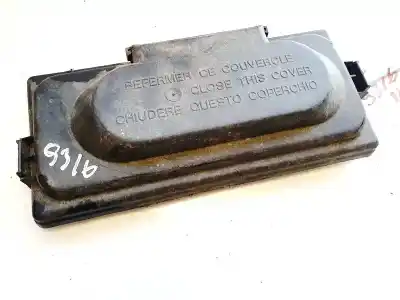 REFERMER CE COUVERCLE
CLOSE THIS COVER
CHIUDERE QUESTO COPERCHIO
9316